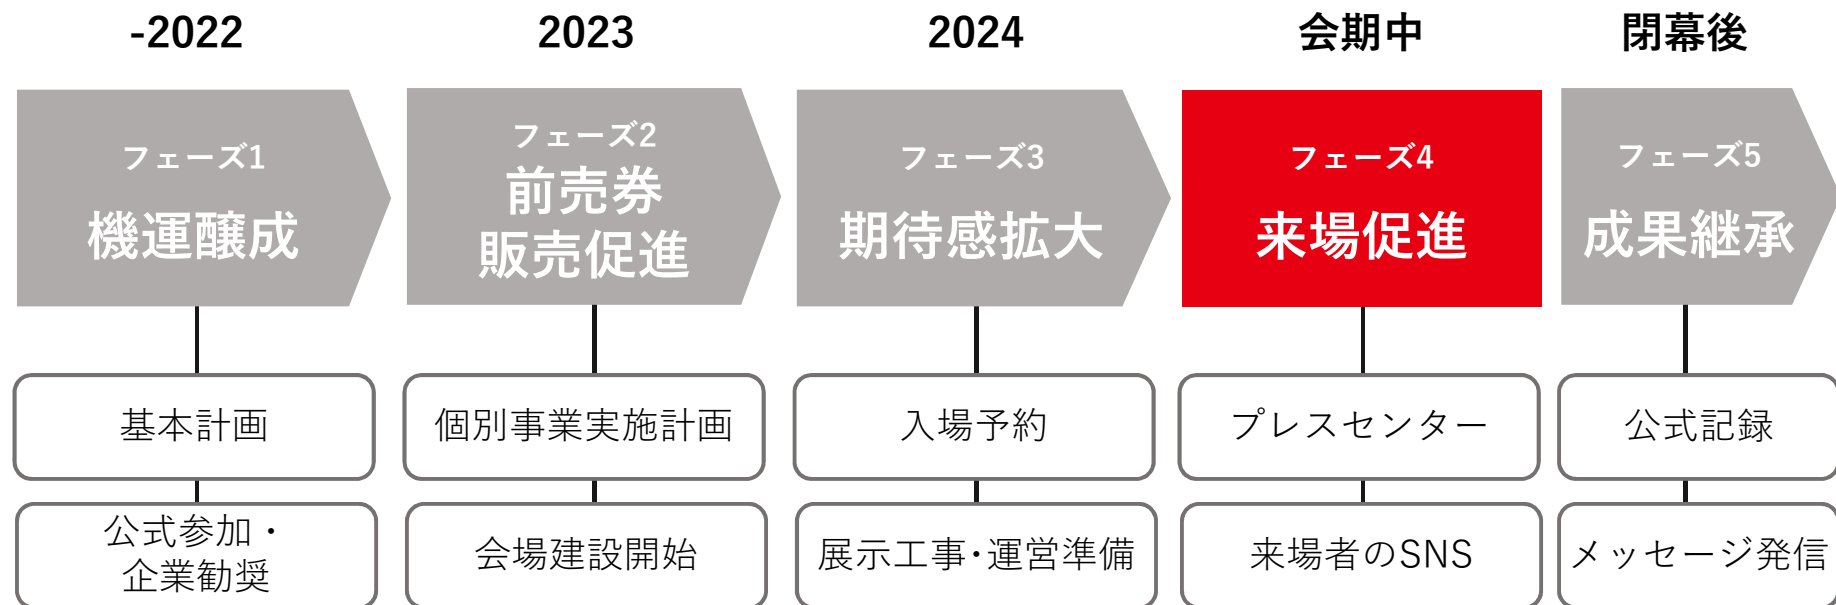 -2022
2023
2024
会期中
閉幕後
フェーズ1
機運醸成
フェーズ2
前売券
販売促進
フェーズ3
期待感拡大
フェーズ4
来場促進
フェーズ5
成果継承
基本計画
個別事業実施計画
入場予約
プレスセンター
公式記録
公式参加・
企業勧奨
会場建設開始
展示工事・運営準備
来場者のSNS
メッセージ発信